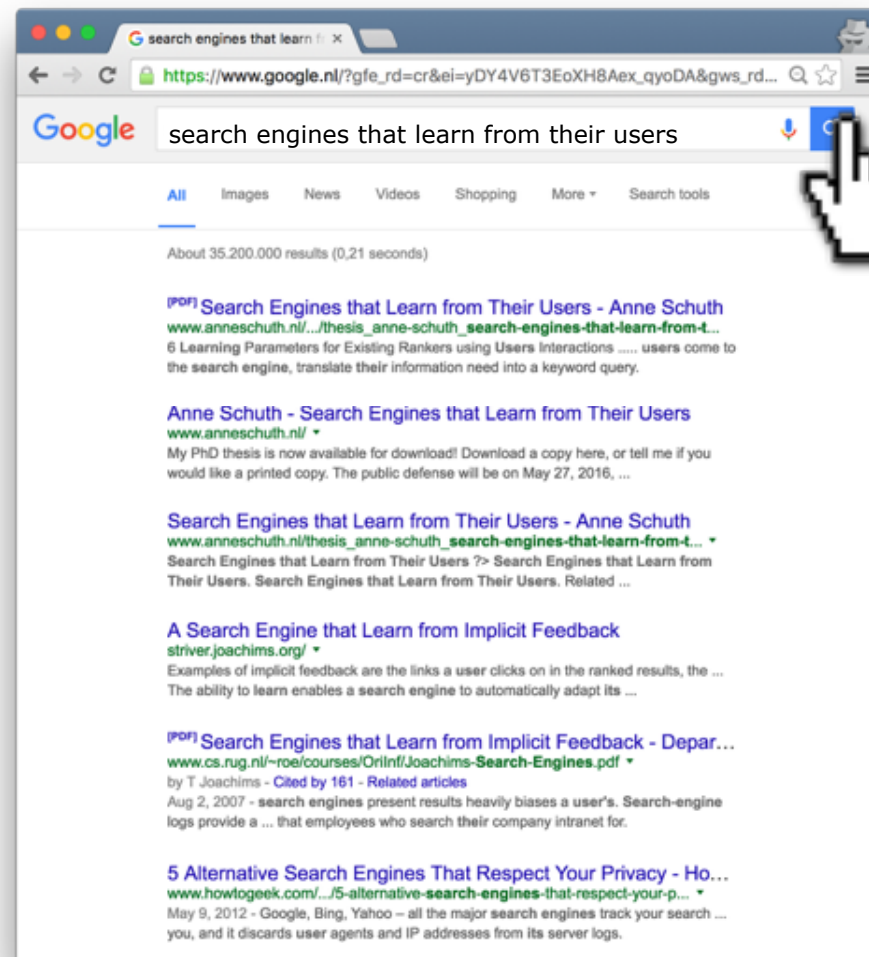 search engines that learn fr
https://www.google.nl/?gfe_rd=cr&ei=yDY4V6T3EoXH8Aex_qyoDA&gws_rd...
Google search engines that learn from their users
All Images News Videos Shopping More Search tools
About 35.200.000 results (0,21 seconds)
[PDF] Search Engines that Learn from Their Users - Anne Schuth
www.anneschuth.nl/.../thesis_anne-schuth_search-engines-that-learn-from-t...
6 Learning Parameters for Existing Rankers using Users Interactions ..... users come to
the search engine, translate their information need into a keyword query.
Anne Schuth - Search Engines that Learn from Their Users
www.anneschuth.nl/
My PhD thesis is now available for download! Download a copy here, or tell me if you
would like a printed copy. The public defense will be on May 27, 2016, ...
Search Engines that Learn from Their Users - Anne Schuth
www.anneschuth.nl/thesis_anne-schuth_search-engines-that-learn-from-t...
Search Engines that Learn from Their Users ?> Search Engines that Learn from
Their Users. Search Engines that Learn from Their Users. Related ...
A Search Engine that Learn from Implicit Feedback
striver.joachims.org/
Examples of implicit feedback are the links a user clicks on in the ranked results, the ...
The ability to learn enables a search engine to automatically adapt its ...
[PDF] Search Engines that Learn from Implicit Feedback - Depar...
www.cs.rug.nl/~roe/courses/OriInf/Joachims-Search-Engines.pdf
by T Joachims - Cited by 161 - Related articles
Aug 2, 2007 - search engines present results heavily biases a user's. Search-engine
logs provide a ... that employees who search their company intranet for.
5 Alternative Search Engines That Respect Your Privacy - Ho...
www.howtogeek.com/.../5-alternative-search-engines-that-respect-your-p...
May 9, 2012 - Google, Bing, Yahoo – all the major search engines track your search ...
you, and it discards user agents and IP addresses from its server logs.